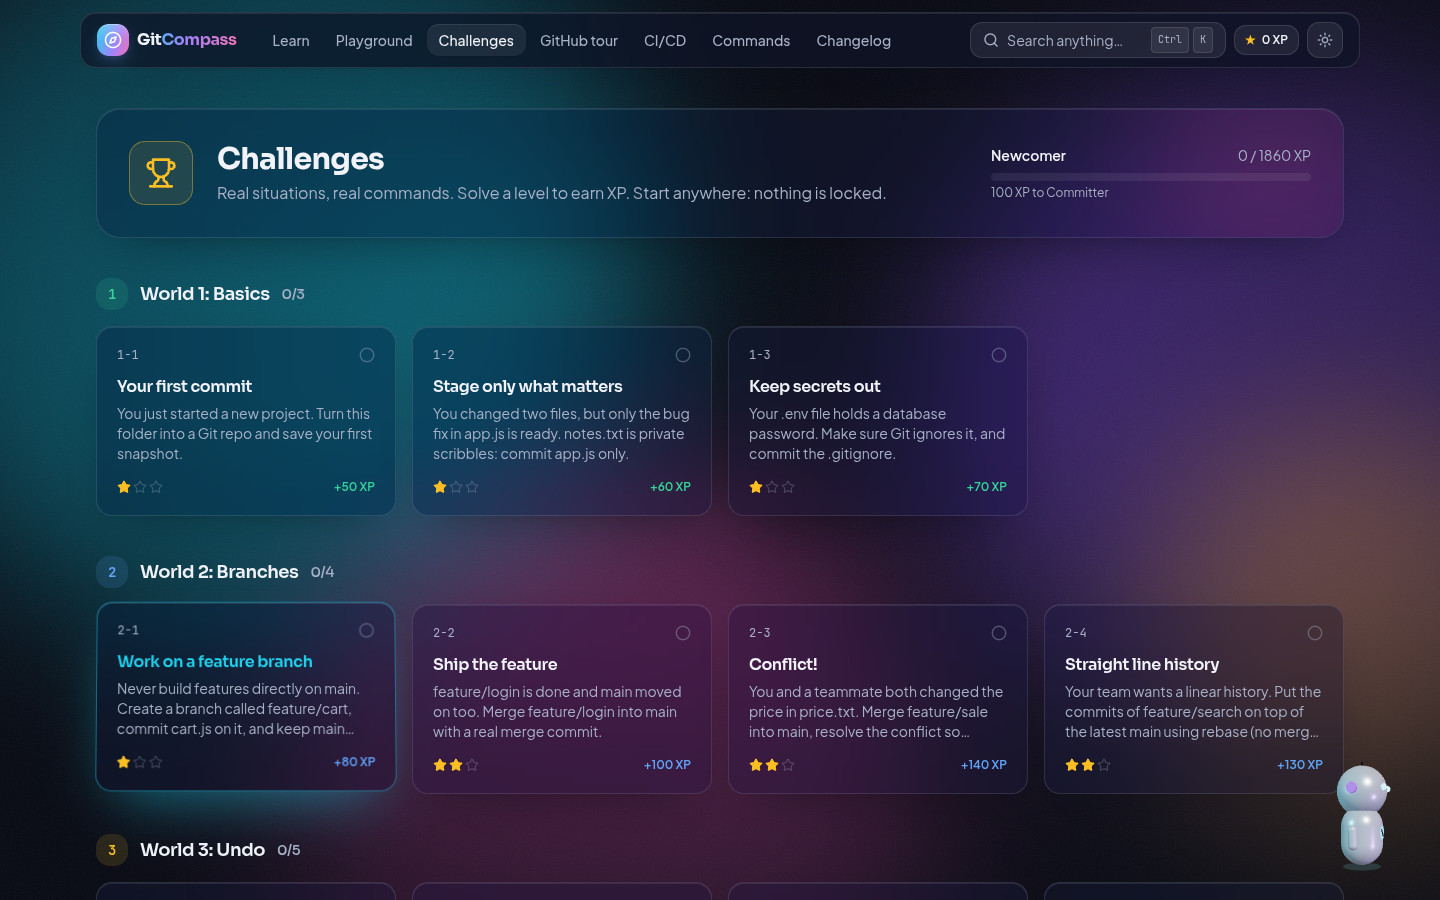 GitCompass
Learn
Playground
Challenges
GitHub tour
CI/CD
Commands
Changelog
Search anything...
Ctrl
K
0 XP
Challenges
Real situations, real commands. Solve a level to earn XP. Start anywhere: nothing is locked.
Newcomer
0 / 1860 XP
100 XP to Committer
1
World 1: Basics
0/3
1-1
Your first commit
You just started a new project. Turn this
folder into a Git repo and save your first
snapshot.
+50 XP
1-2
Stage only what matters
You changed two files, but only the bug
fix in app.js is ready. notes.txt is private
scribbles: commit app.js only.
+60 XP
1-3
Keep secrets out
Your .env file holds a database
password. Make sure Git ignores it, and
commit the .gitignore.
+70 XP
2
World 2: Branches
0/4
2-1
Work on a feature branch
Never build features directly on main.
Create a branch called feature/cart,
commit cart.js on it, and keep main...
+80 XP
2-2
Ship the feature
feature/login is done and main moved
on too. Merge feature/login into main
with a real merge commit.
+100 XP
2-3
Conflict!
You and a teammate both changed the
price in price.txt. Merge feature/sale
into main, resolve the conflict so...
+140 XP
2-4
Straight line history
Your team wants a linear history. Put the
commits of feature/search on top of
the latest main using rebase (no merg...
+130 XP
3
World 3: Undo
0/5